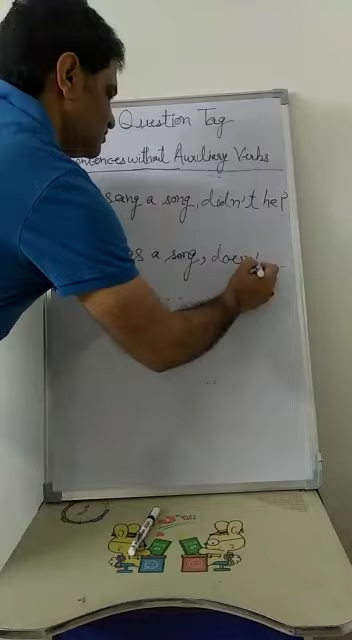 Question Tag
Sentences without Auxiliary Verbs
sang a song, didn't he?
a song, doesn'